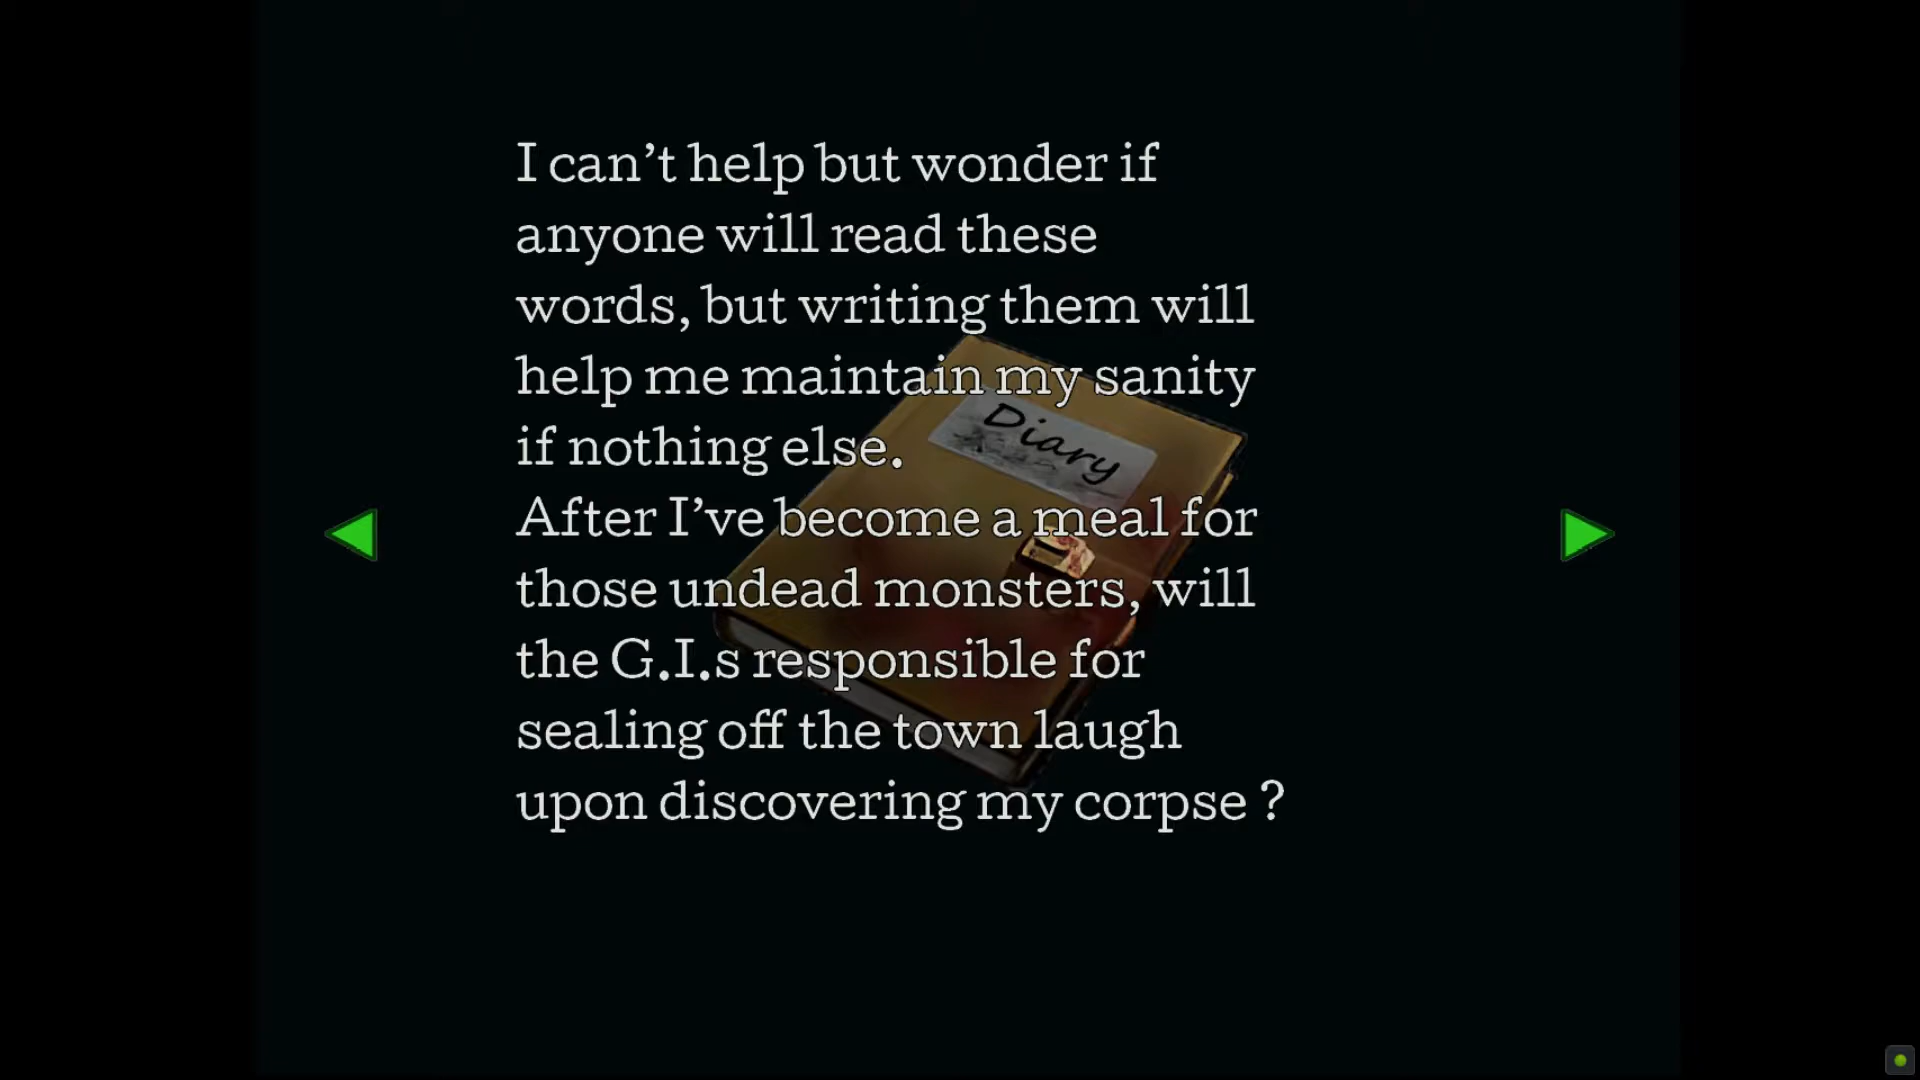 I can’t help but wonder if
anyone will read these
words, but writing them will
help me maintain my sanity
if nothing else.
After I’ve become a meal for
those undead monsters, will
the G.I.s responsible for
sealing off the town laugh
upon discovering my corpse ?
Diary